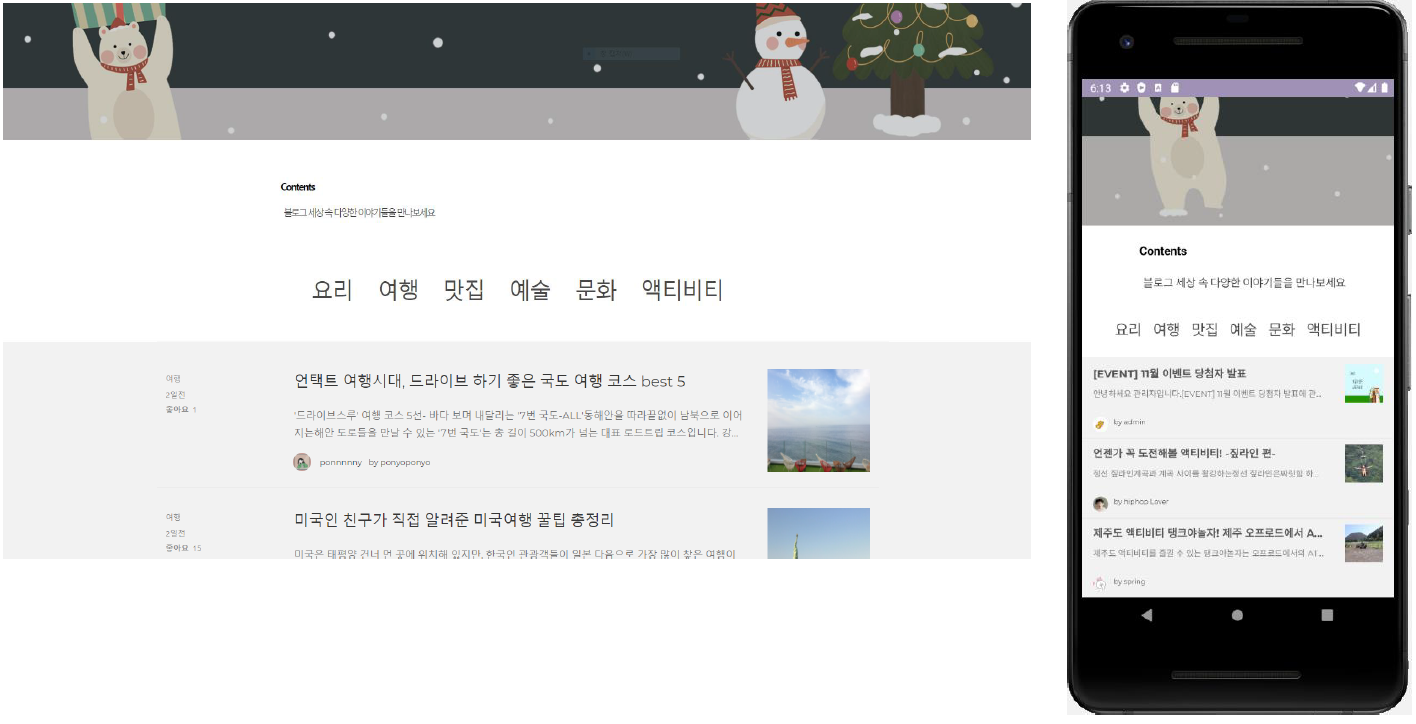 Contents
블로그 세상 속 다양한 이야기들을 만나보세요
요리 여행 맛집 예술 문화 액티비티
여행
2일전
좋아요 1
언택트 여행시대, 드라이브 하기 좋은 국도 여행 코스 best 5
'드라이브스루' 여행 코스 5선- 바다 보며 내달리는 '7번 국도-ALL'동해안을 따라끝없이 남북으로 이어
지는해안 도로들을 만날 수 있는 '7번 국도'는 총 길이 500km가 넘는 대표 로드트립 코스입니다. 강...
ponnnnny by ponyoponyo
여행
2일전
좋아요 15
미국인 친구가 직접 알려준 미국여행 꿀팁 총정리
미국은 태평양 건너 먼 곳에 위치해 있지만, 한국인 관광객들이 일본 다음으로 가장 많이 찾은 여행이
6:13
Contents
블로그 세상 속 다양한 이야기들을 만나보세요
요리 여행 맛집 예술 문화 액티비티
[EVENT] 11월 이벤트 당첨자 발표
안녕하세요 관리자입니다:[EVENT] 11월 이벤트 당첨자 발표에 관...
by admin
언젠가 꼭 도전해볼 액티비티! -짚라인 편-
정선 짚라인계곡과 계곡 사이를 활강하는정선 짚라인은짜릿함 하...
by hiphop Lover
제주도 액티비티 탱크야놀자! 제주 오프로드에서 A...
제주도 액티비티를 즐길 수 있는 탱크야놀자는 오프로드에서의 AT...
by spring